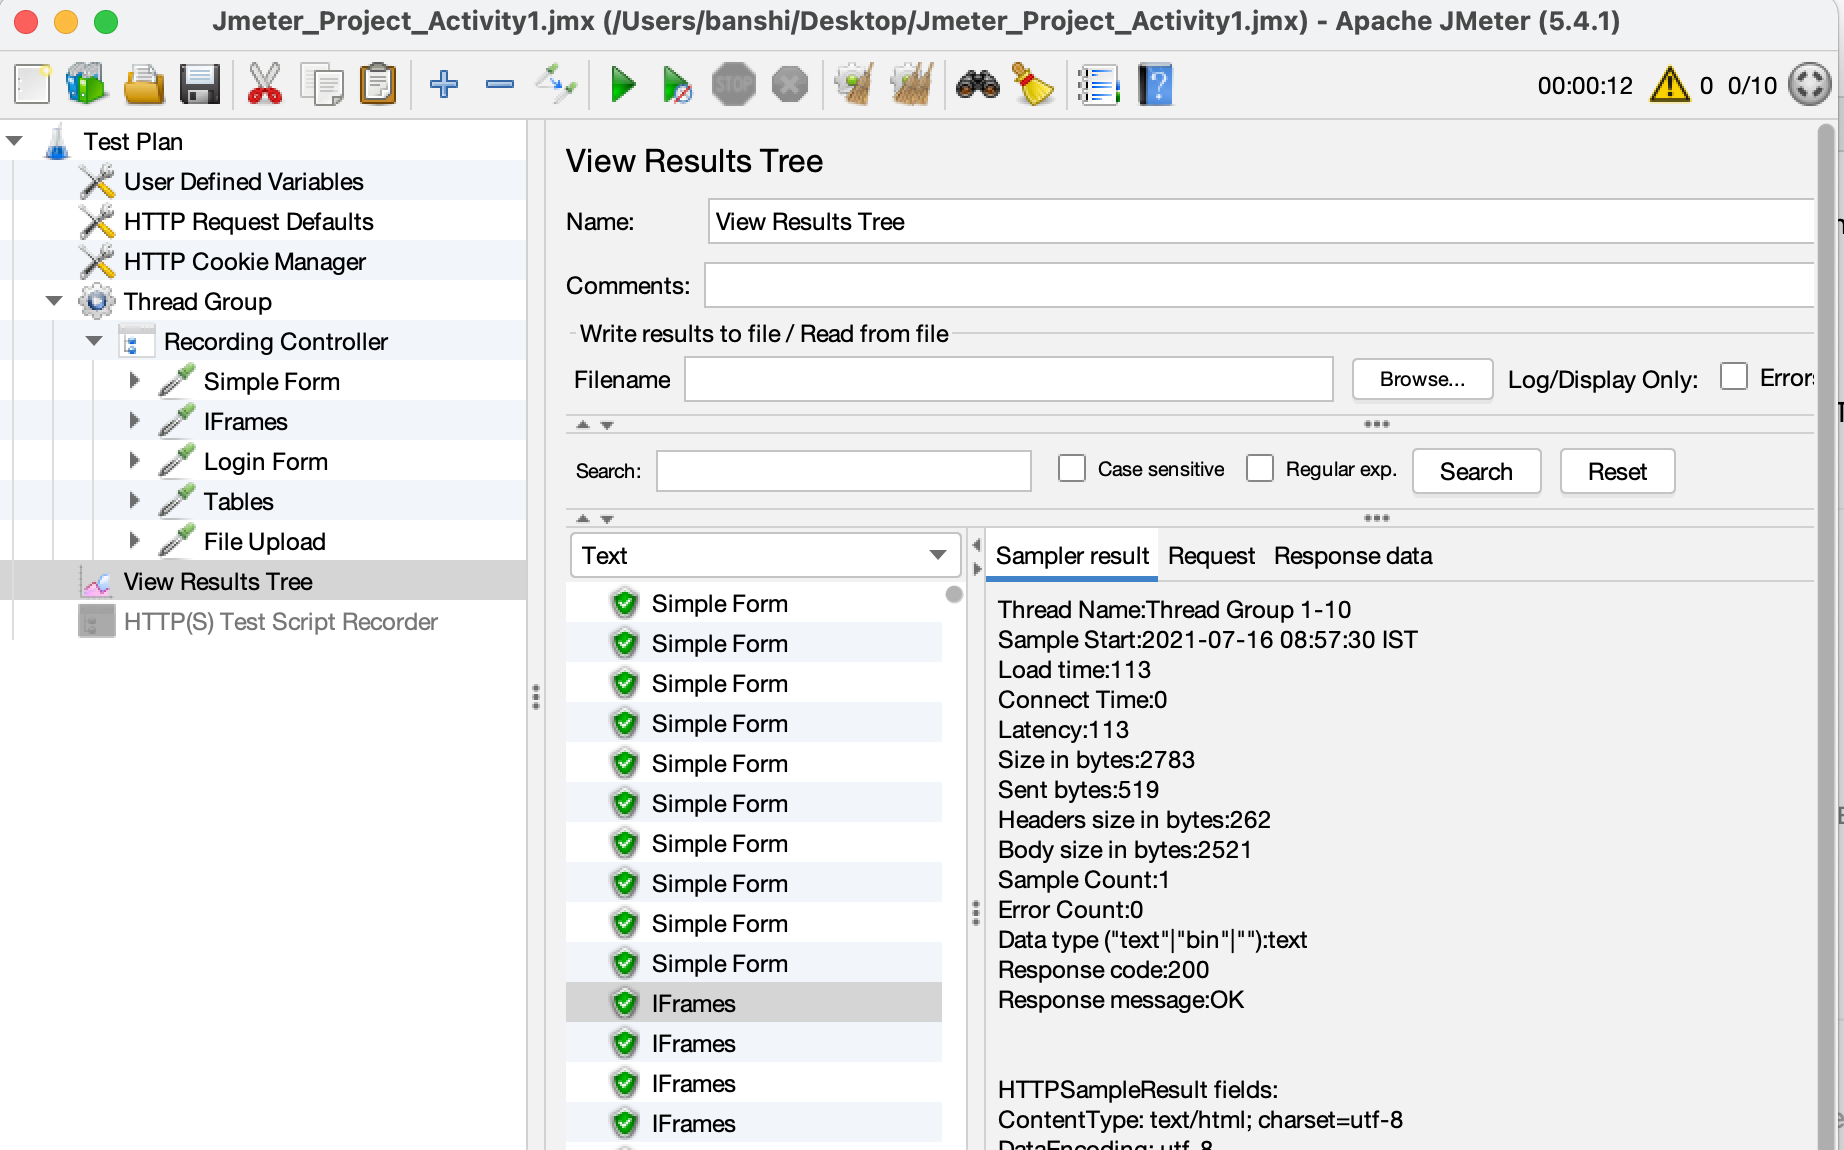 Jmeter_Project_Activity1.jmx (/Users/banshi/Desktop/Jmeter_Project_Activity1.jmx) - Apache JMeter (5.4.1)
STOP
?
00:00:12 0 0/10
Test Plan
User Defined Variables
HTTP Request Defaults
HTTP Cookie Manager
Thread Group
Recording Controller
Simple Form
IFrames
Login Form
Tables
File Upload
View Results Tree
HTTP(S) Test Script Recorder
View Results Tree
Name: View Results Tree
Comments:
Write results to file / Read from file
Filename Browse... Log/Display Only: Errors
Search: Case sensitive Regular exp. Search Reset
Text
Simple Form
Simple Form
Simple Form
Simple Form
Simple Form
Simple Form
Simple Form
Simple Form
Simple Form
Simple Form
IFrames
IFrames
IFrames
IFrames
Sampler result Request Response data
Thread Name:Thread Group 1-10
Sample Start:2021-07-16 08:57:30 IST
Load time:113
Connect Time:0
Latency:113
Size in bytes:2783
Sent bytes:519
Headers size in bytes:262
Body size in bytes:2521
Sample Count:1
Error Count:0
Data type ("text"|"bin"|""):text
Response code:200
Response message:OK
HTTPSampleResult fields:
ContentType: text/html; charset=utf-8
DataEncoding: utf-8